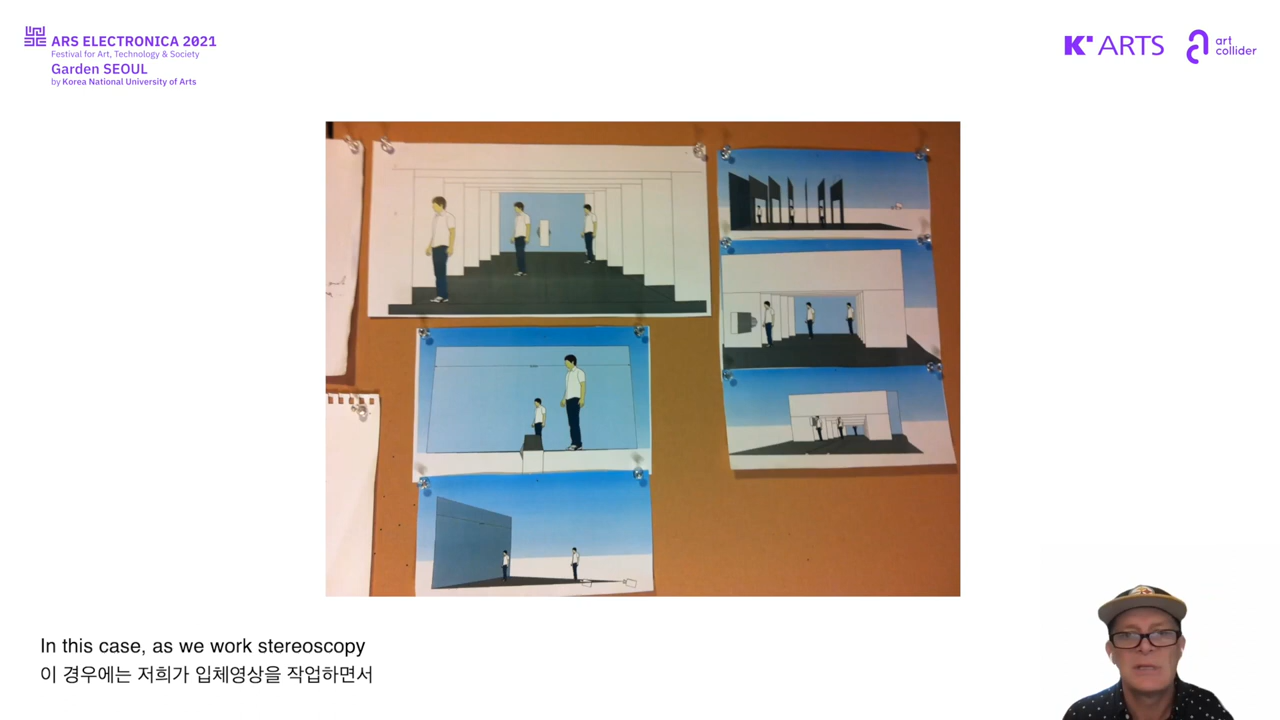 ARS ELECTRONICA 2021
Festival for Art, Technology & Society
Garden SEOUL
by Korea National University of Arts
K' ARTS
art
collider
In this case, as we work stereoscopy
이 경우에는 저희가 입체영상을 작업하면서